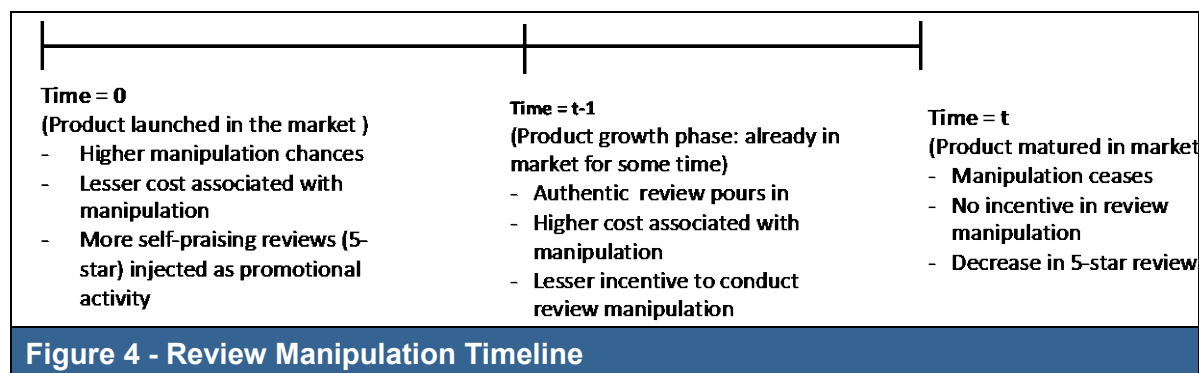 Time = 0
(Product launched in the market )
- Higher manipulation chances
- Lesser cost associated with
manipulation
- More self-praising reviews (5-
star) injected as promotional
activity
Time = t-1
(Product growth phase: already in
market for some time)
- Authentic review pours in
- Higher cost associated with
manipulation
- Lesser incentive to conduct
review manipulation
Time = t
(Product matured in market
- Manipulation ceases
- No incentive in review
manipulation
- Decrease in 5-star review
Figure 4 - Review Manipulation Timeline